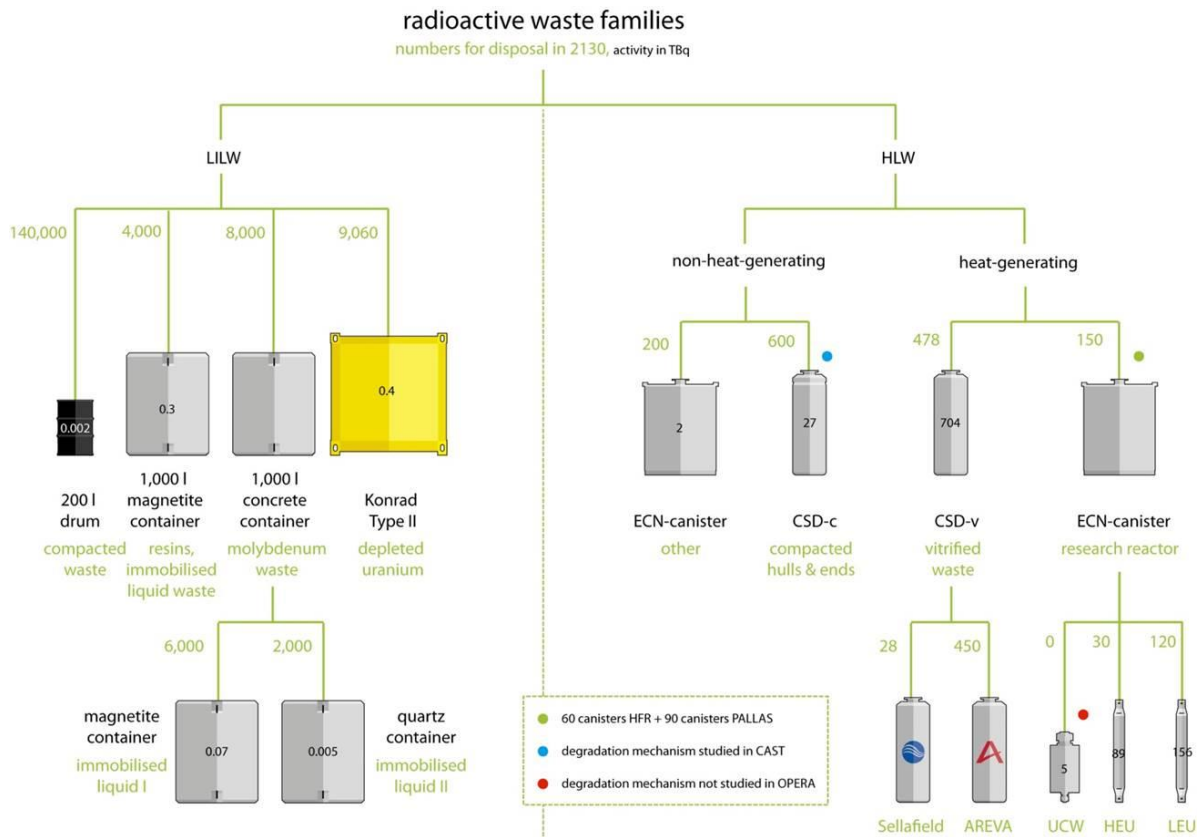 radioactive waste families
numbers for disposal in 2130, activity in TBq
LILW
HLW
140,000
4,000
8,000
9,060
non-heat-generating
heat-generating
200
600
478
150
0.002
0.3
0.4
2
27
704
200 l
drum
compacted
waste
1,000 l
magnetite
container
resins,
immobilised
liquid waste
1,000 l
concrete
container
molybdenum
waste
Konrad
Type II
depleted
uranium
ECN-canister
other
CSD-c
compacted
hulls & ends
CSD-v
vitrified
waste
ECN-canister
research reactor
6,000
2,000
28
450
0
30
120
magnetite
container
immobilised
liquid I
0.07
0.005
quartz
container
immobilised
liquid II
60 canisters HFR + 90 canisters PALLAS
degradation mechanism studied in CAST
degradation mechanism not studied in OPERA
5
89
156
Sellafield
AREVA
UCW
HEU
LEU